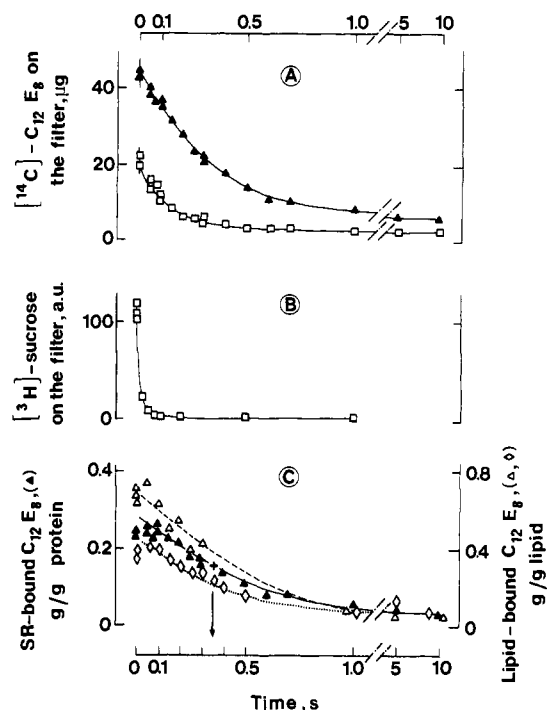 0 0.1 0.5 1.0 5 10
A
[14C]-C12 E8 on
the filter, µg
40
20
0
B
[3H]-sucrose
on the filter, a.u.
100
0
C
SR-bound C12 E8, (▲)
g/g protein
0.4
0.2
0
0.8
0.4
0
Lipid-bound C12 E8, (△, ◊)
g/g lipid
0 0.1 0.5 1.0 5 10
Time, s